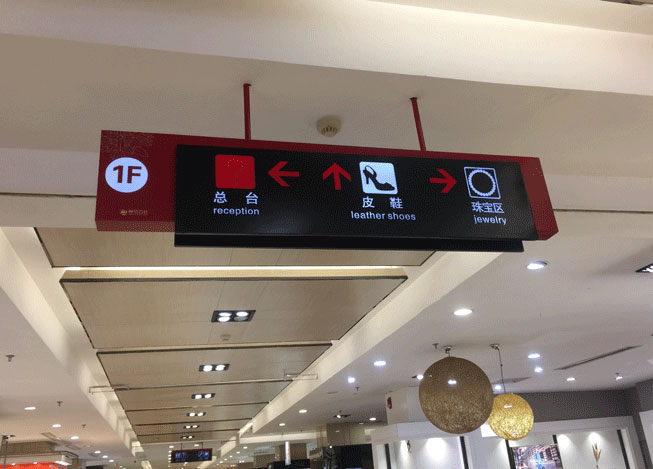 1F
总台
reception
皮鞋
leather shoes
珠宝区
jewelry